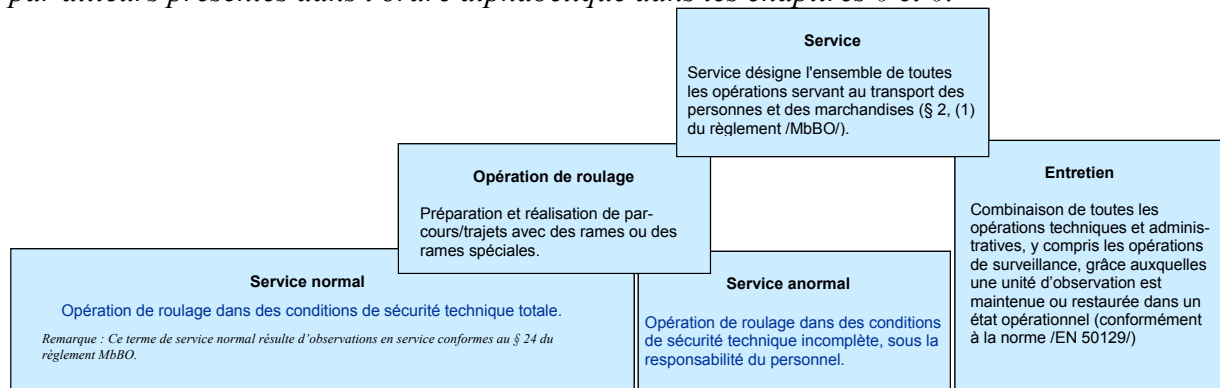 par ailleurs présentés dans l'ordre alphabétique dans les chapitres 6 et 8.
Service
Service désigne l'ensemble de toutes
les opérations servant au transport des
personnes et des marchandises (§ 2, (1)
du règlement /MbBO/).
Opération de roulage
Préparation et réalisation de par-
cours/trajets avec des rames ou des
rames spéciales.
Entretien
Combinaison de toutes les
opérations techniques et adminis-
tratives, y compris les opérations
de surveillance, grâce auxquelles
une unité d'observation est
maintenue ou restaurée dans un
état opérationnel (conformément
à la norme /EN 50129/)
Service normal
Opération de roulage dans des conditions de sécurité technique totale.
Remarque : Ce terme de service normal résulte d'observations en service conformes au § 24 du
règlement MbBO.
Service anormal
Opération de roulage dans des conditions
de sécurité technique incomplète, sous la
responsabilité du personnel.